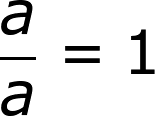 a/a = 1